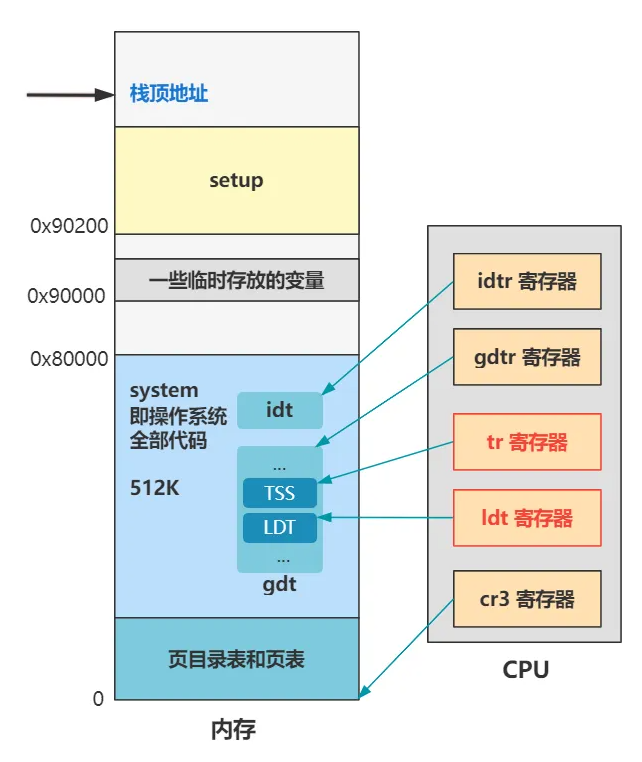 栈顶地址
setup
0x90200
一些临时存放的变量
0x90000
0x80000
system
即操作系统
全部代码
512K
idt
...
TSS
LDT
...
gdt
页目录表和页表
0
内存
idtr 寄存器
gdtr 寄存器
tr 寄存器
ldt 寄存器
cr3 寄存器
CPU